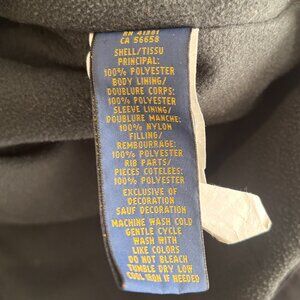 RN 41381
CA 56658
SHELL/TISSU
PRINCIPAL:
100% POLYESTER
BODY LINING/
DOUBLURE CORPS:
100% POLYESTER
SLEEVE LINING/
DOUBLURE MANCHE:
100% NYLON
FILLING/
REMBOURRAGE:
100% POLYESTER
RIB PARTS/
PIECES COTELEES:
100% POLYESTER
EXCLUSIVE OF
DECORATION
SAUF DECORATION
MACHINE WASH COLD
GENTLE CYCLE
WASH WITH
LIKE COLORS
DO NOT BLEACH
TUMBLE DRY LOW
COOL IRON IF NEEDED